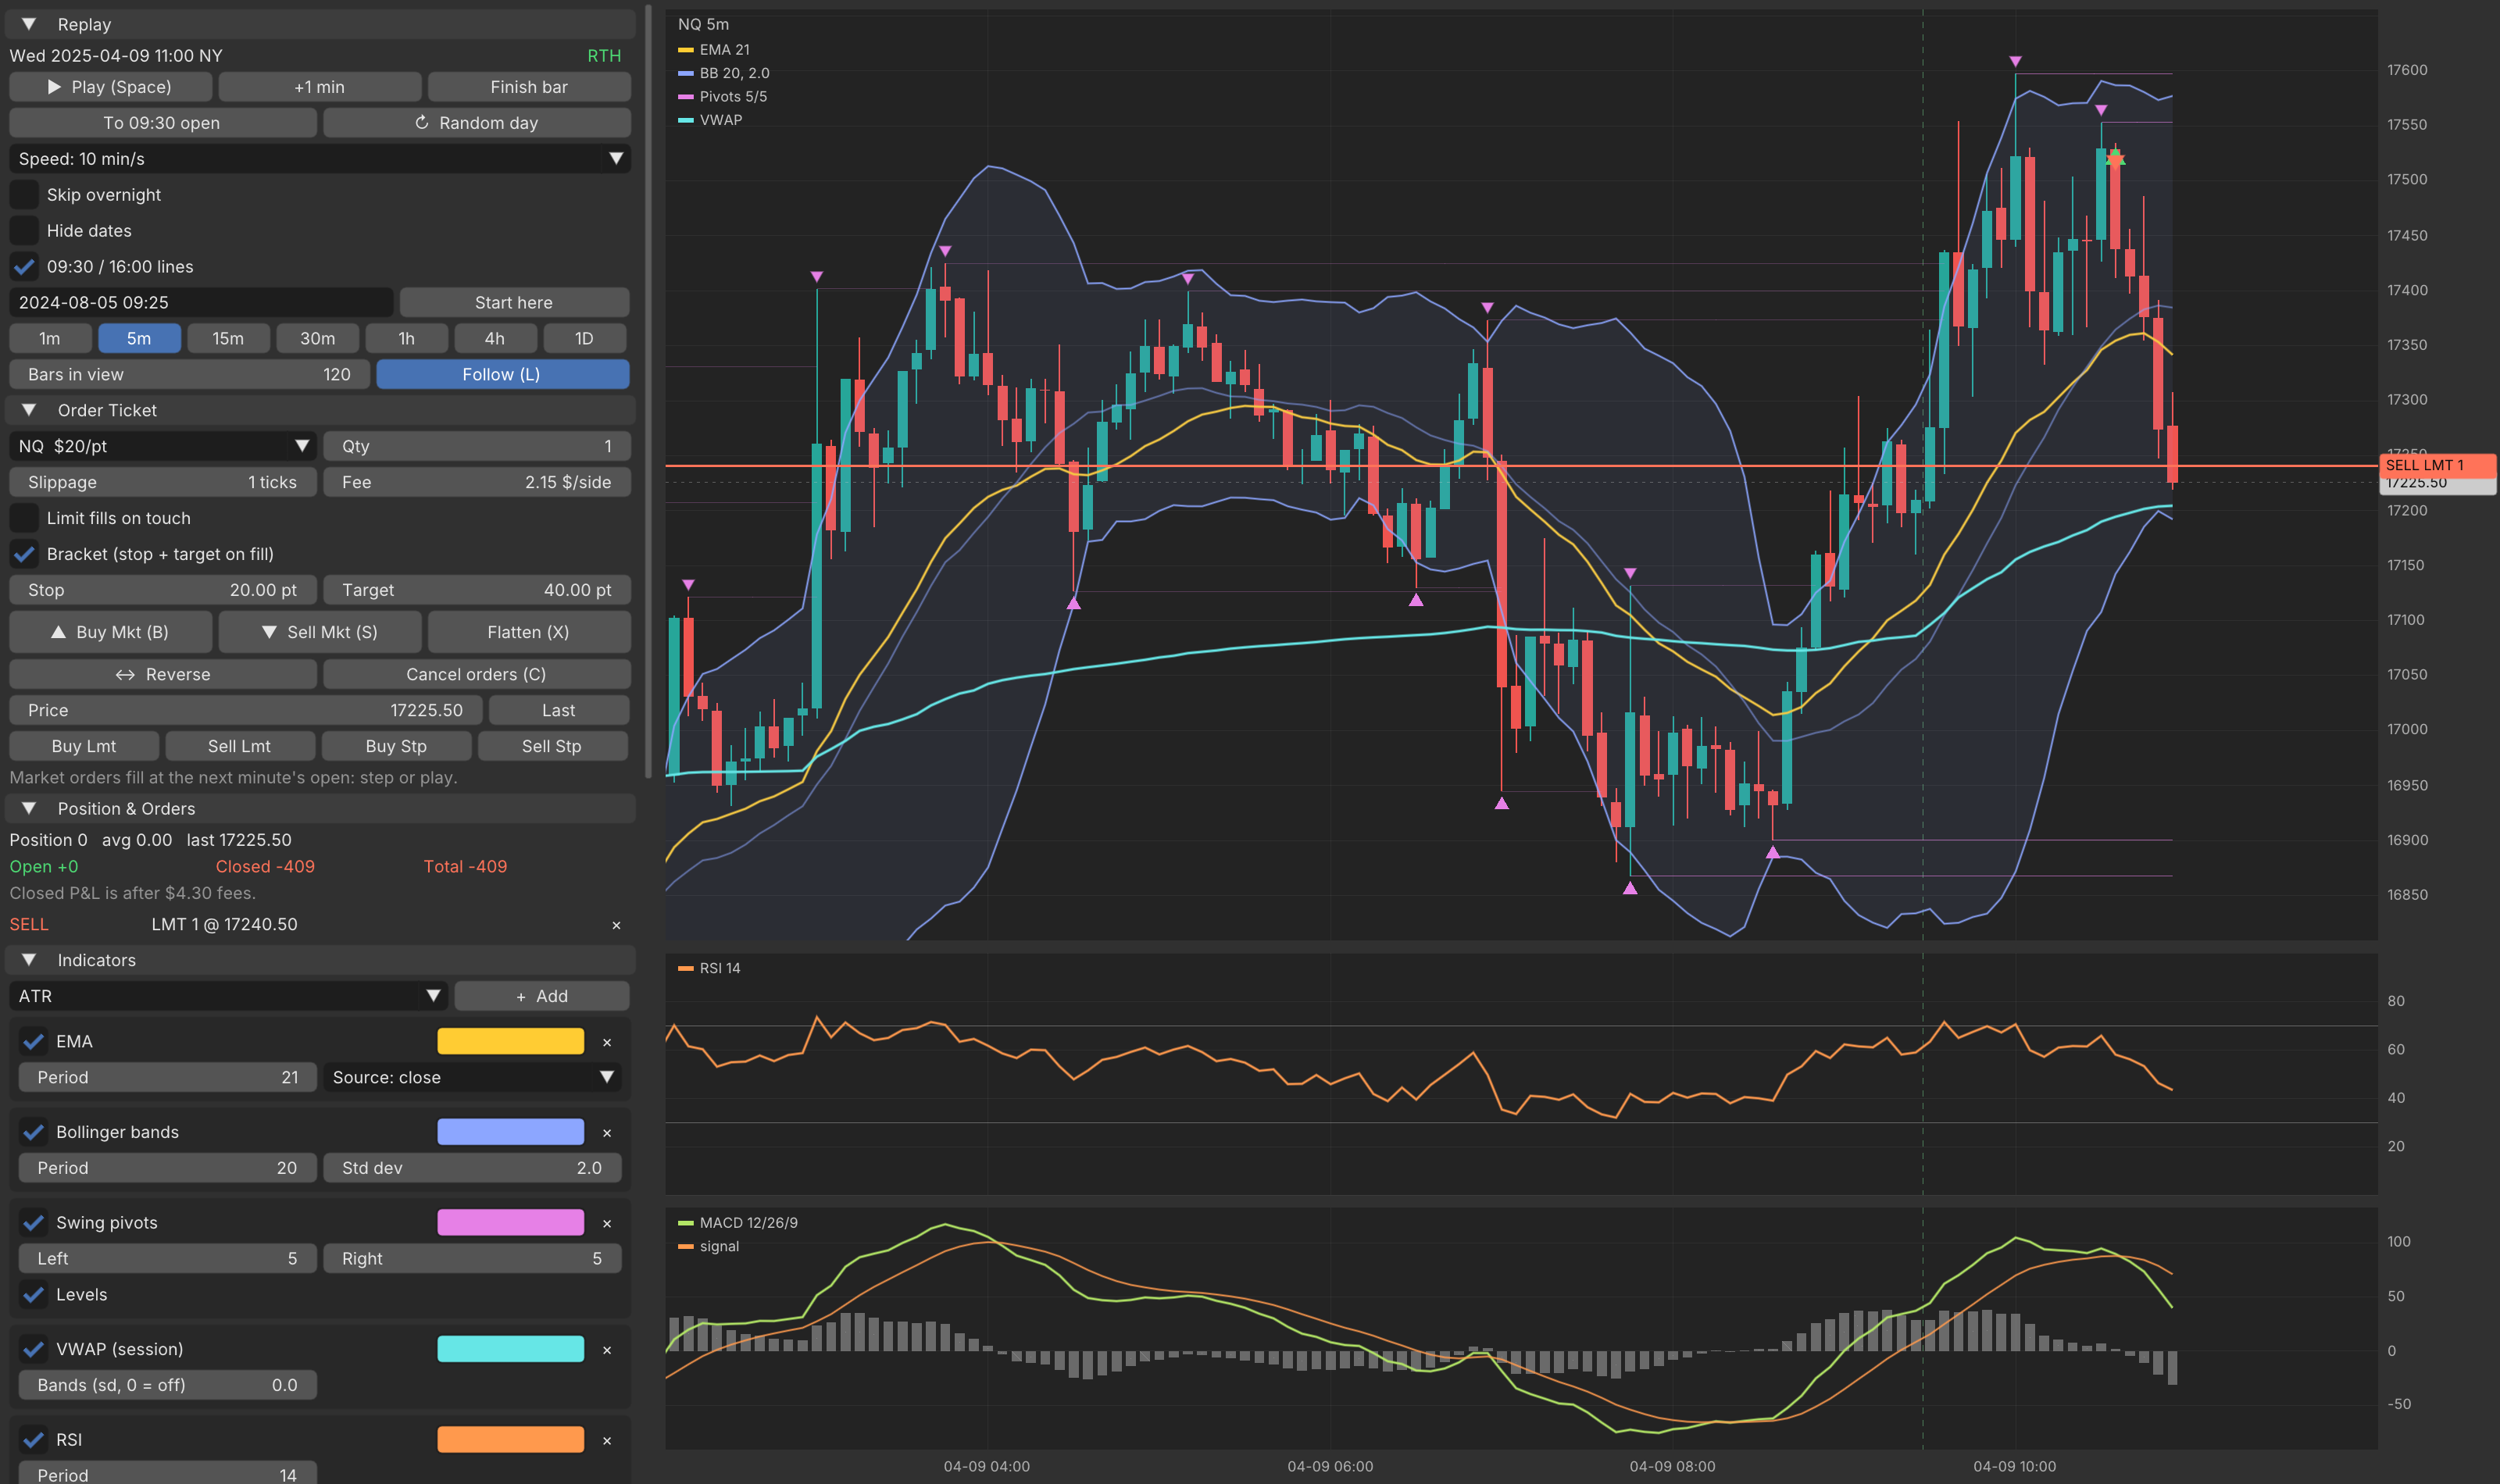 Replay
Wed 2025-04-09 11:00 NY RTH
Play (Space) +1 min Finish bar
To 09:30 open Random day
Speed: 10 min/s
Skip overnight
Hide dates
09:30 / 16:00 lines
2024-08-05 09:25 Start here
1m 5m 15m 30m 1h 4h 1D
Bars in view 120 Follow (L)
Order Ticket
NQ $20/pt Qty 1
Slippage 1 ticks Fee 2.15 $/side
Limit fills on touch
Bracket (stop + target on fill)
Stop 20.00 pt Target 40.00 pt
Buy Mkt (B) Sell Mkt (S) Flatten (X)
Reverse Cancel orders (C)
Price 17225.50 Last
Buy Lmt Sell Lmt Buy Stp Sell Stp
Market orders fill at the next minute's open: step or play.
Position & Orders
Position 0 avg 0.00 last 17225.50
Open +0 Closed -409 Total -409
Closed P&L is after $4.30 fees.
SELL LMT 1 @ 17240.50 ×
Indicators
ATR + Add
EMA ×
Period 21 Source: close
Bollinger bands ×
Period 20 Std dev 2.0
Swing pivots ×
Left 5 Right 5
Levels
VWAP (session) ×
Bands (sd, 0 = off) 0.0
RSI ×
Period 14
NQ 5m
EMA 21
BB 20, 2.0
Pivots 5/5
VWAP
17600
17550
17500
17450
17400
17350
17300
17250
SELL LMT 1
17225.50
17200
17150
17100
17050
17000
16950
16900
16850
RSI 14
80
60
40
20
MACD 12/26/9
signal
100
50
0
-50
04-09 04:00 04-09 06:00 04-09 08:00 04-09 10:00